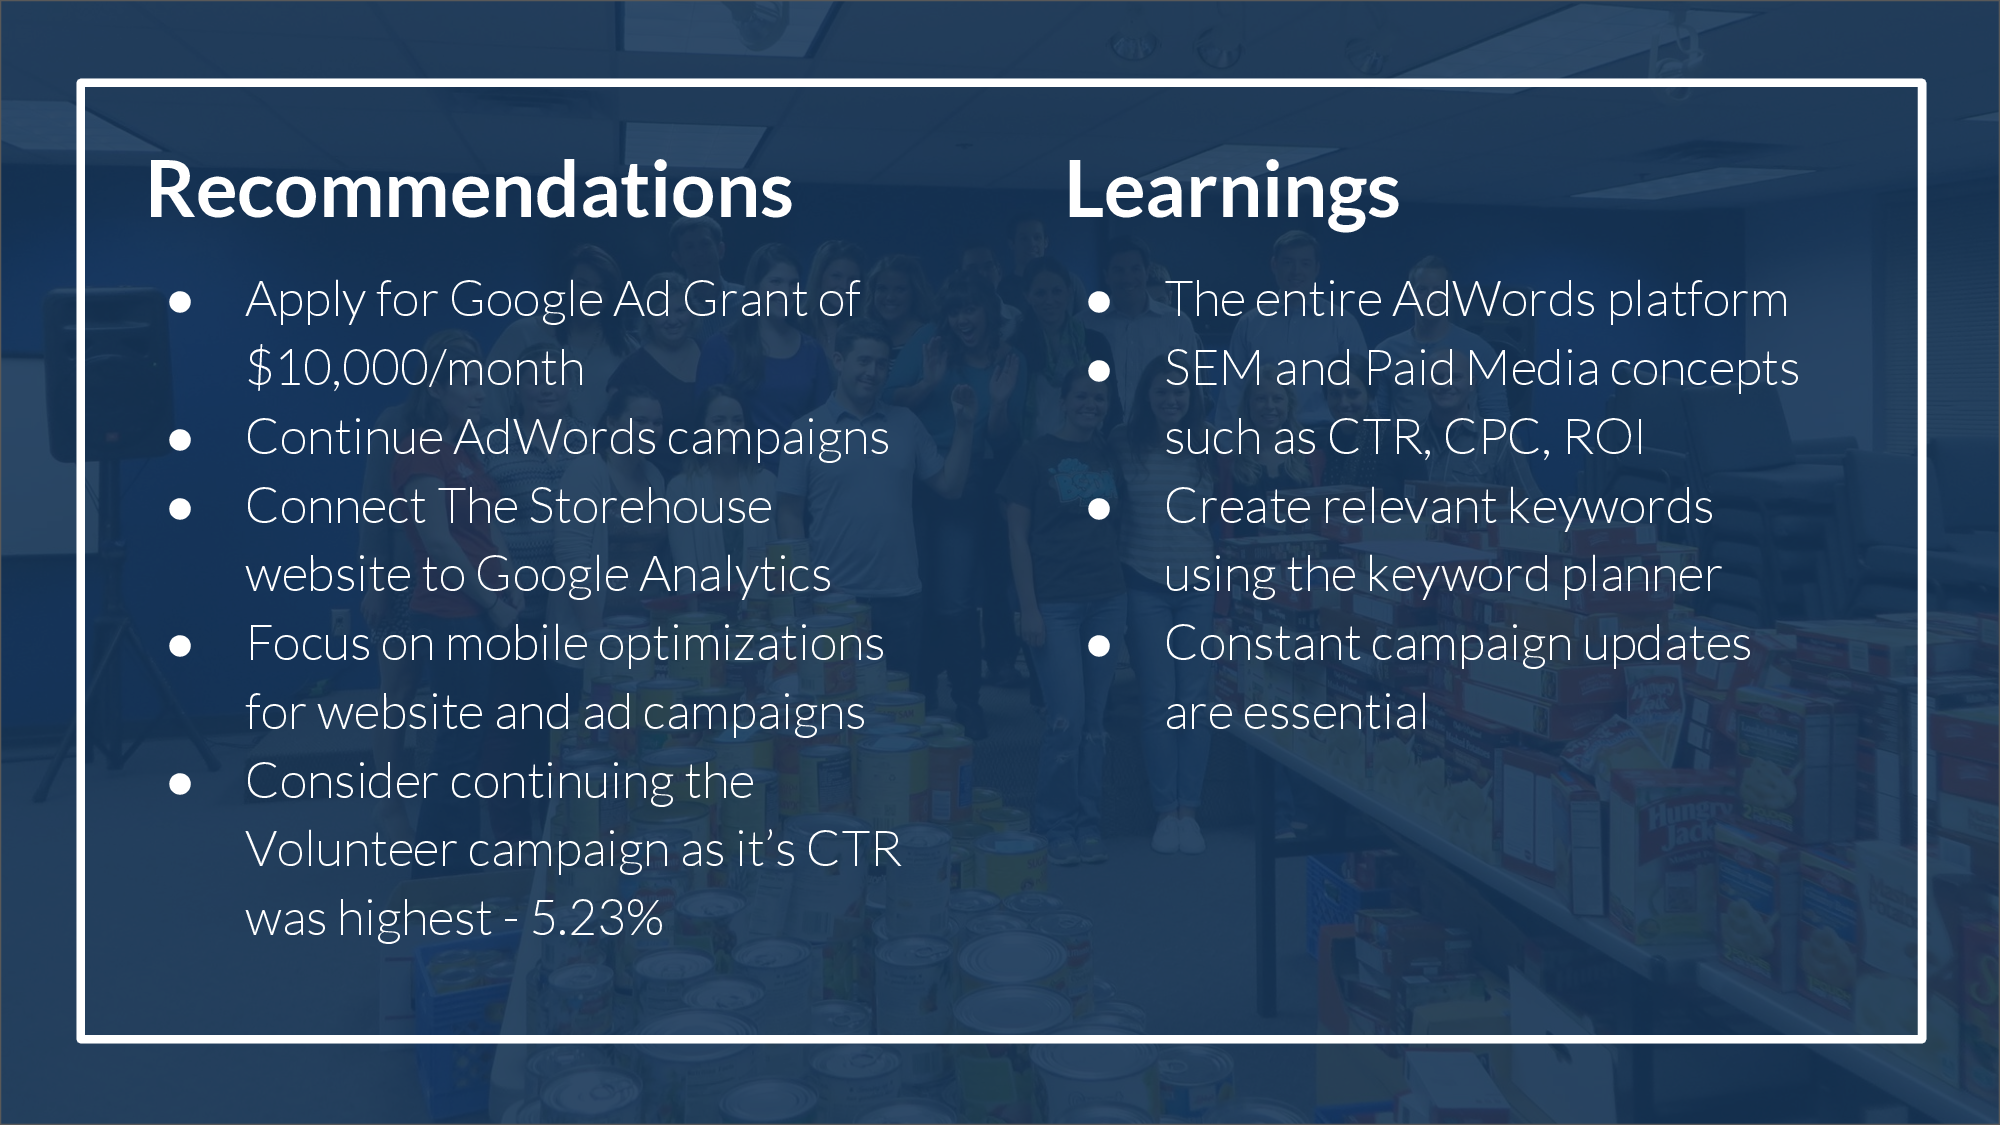 Recommendations
● Apply for Google Ad Grant of
$10,000/month
● Continue AdWords campaigns
● Connect The Storehouse
website to Google Analytics
● Focus on mobile optimizations
for website and ad campaigns
● Consider continuing the
Volunteer campaign as it’s CTR
was highest - 5.23%
Learnings
● The entire AdWords platform
● SEM and Paid Media concepts
such as CTR, CPC, ROI
● Create relevant keywords
using the keyword planner
● Constant campaign updates
are essential
Hungry
Jack